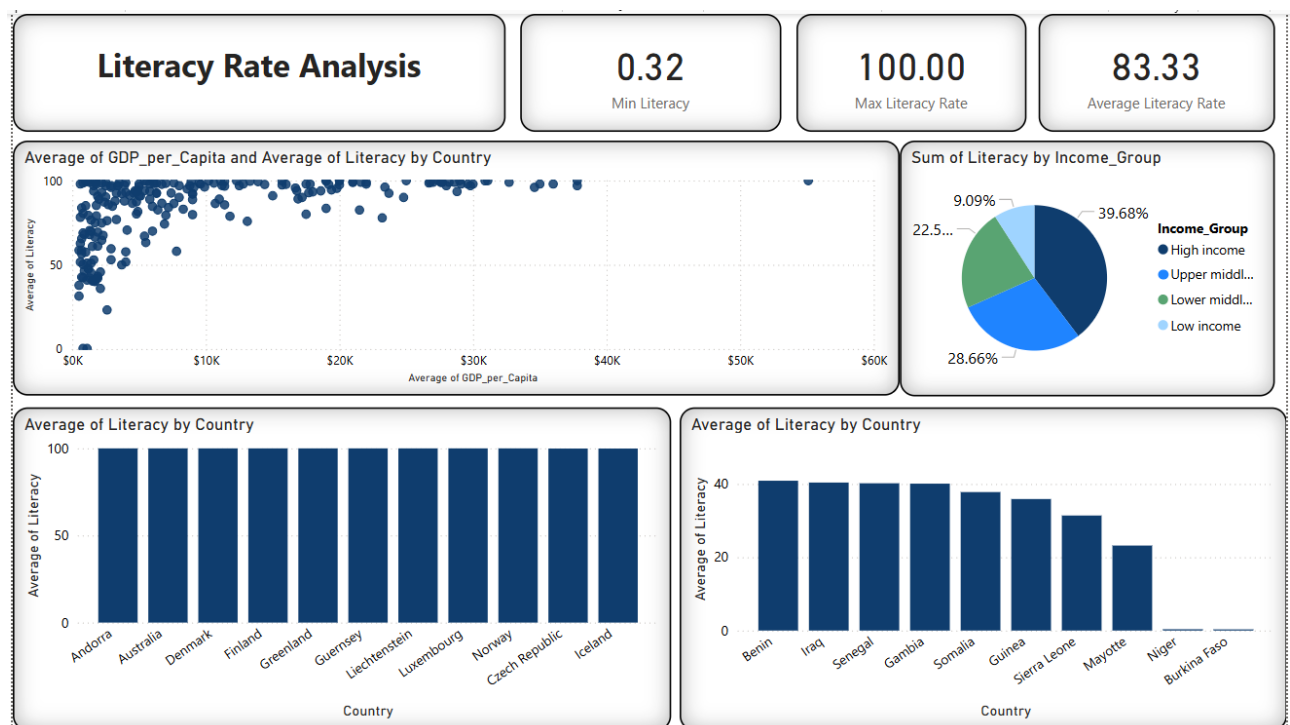 Literacy Rate Analysis
0.32
Min Literacy
100.00
Max Literacy Rate
83.33
Average Literacy Rate
Average of GDP_per_Capita and Average of Literacy by Country
Average of Literacy
100
50
0
$0K
$10K
$20K
$30K
$40K
$50K
$60K
Average of GDP_per_Capita
Sum of Literacy by Income_Group
9.09%
39.68%
22.5...
28.66%
Income_Group
High income
Upper middl...
Lower middl...
Low income
Average of Literacy by Country
Average of Literacy
100
50
0
Andorra
Australia
Denmark
Finland
Greenland
Guernsey
Liechtenstein
Luxembourg
Norway
Czech Republic
Iceland
Country
Average of Literacy by Country
Average of Literacy
40
20
0
Benin
Iraq
Senegal
Gambia
Somalia
Guinea
Sierra Leone
Mayotte
Niger
Burkina Faso
Country